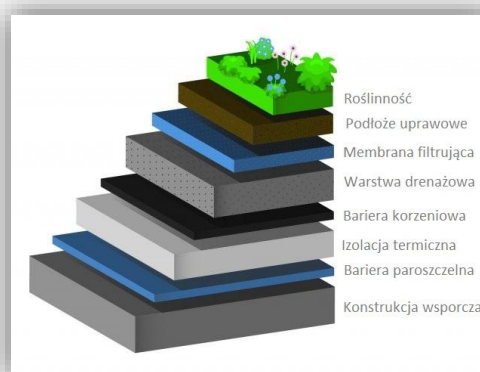 Roślinność
Podłoże uprawowe
Membrana filtrująca
Warstwa drenażowa
Bariera korzeniowa
Izolacja termiczna
Bariera paroszczelna
Konstrukcja wsporcza